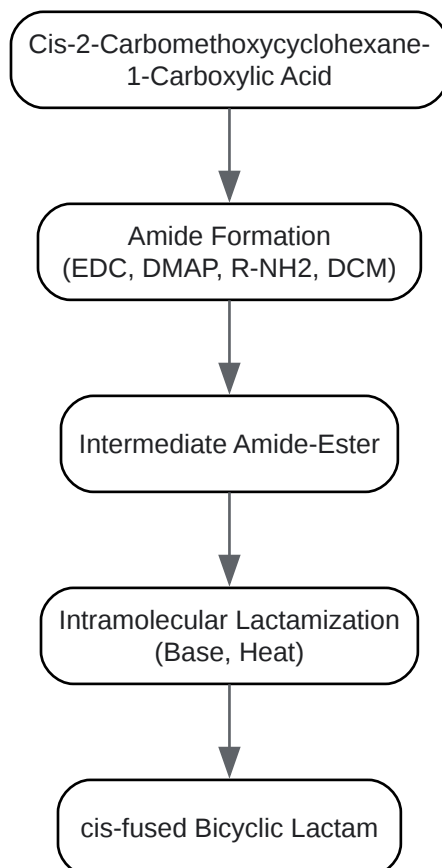 Cis-2-Carbomethoxycyclohexane-
1-Carboxylic Acid
Amide Formation
(EDC, DMAP, R-NH2, DCM)
Intermediate Amide-Ester
Intramolecular Lactamization
(Base, Heat)
cis-fused Bicyclic Lactam